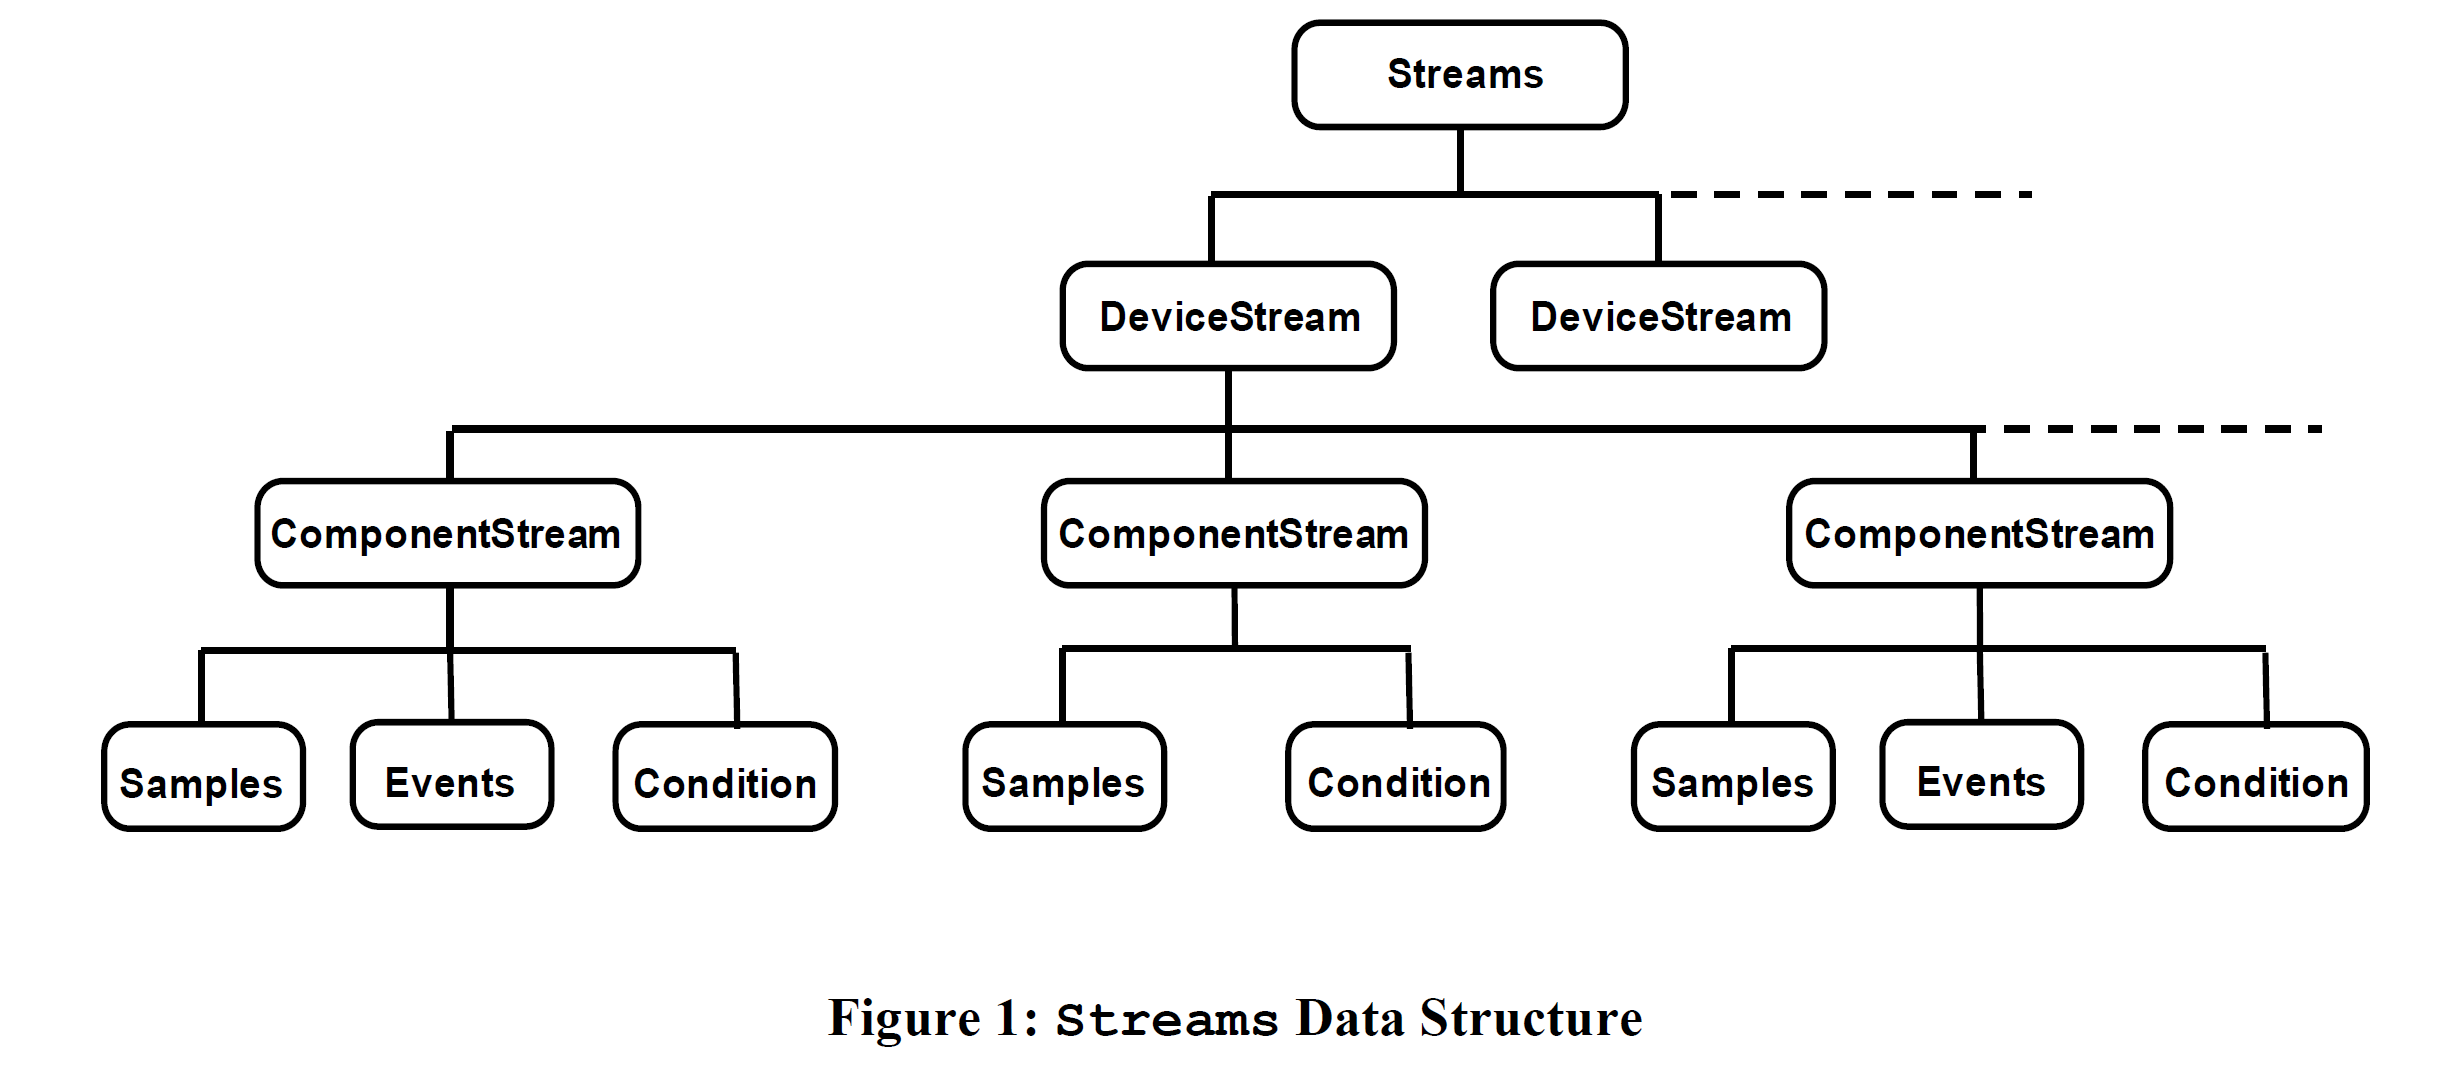 Streams
DeviceStream DeviceStream
ComponentStream ComponentStream ComponentStream
Samples Events Condition Samples Condition Samples Events Condition
Figure 1: Streams Data Structure